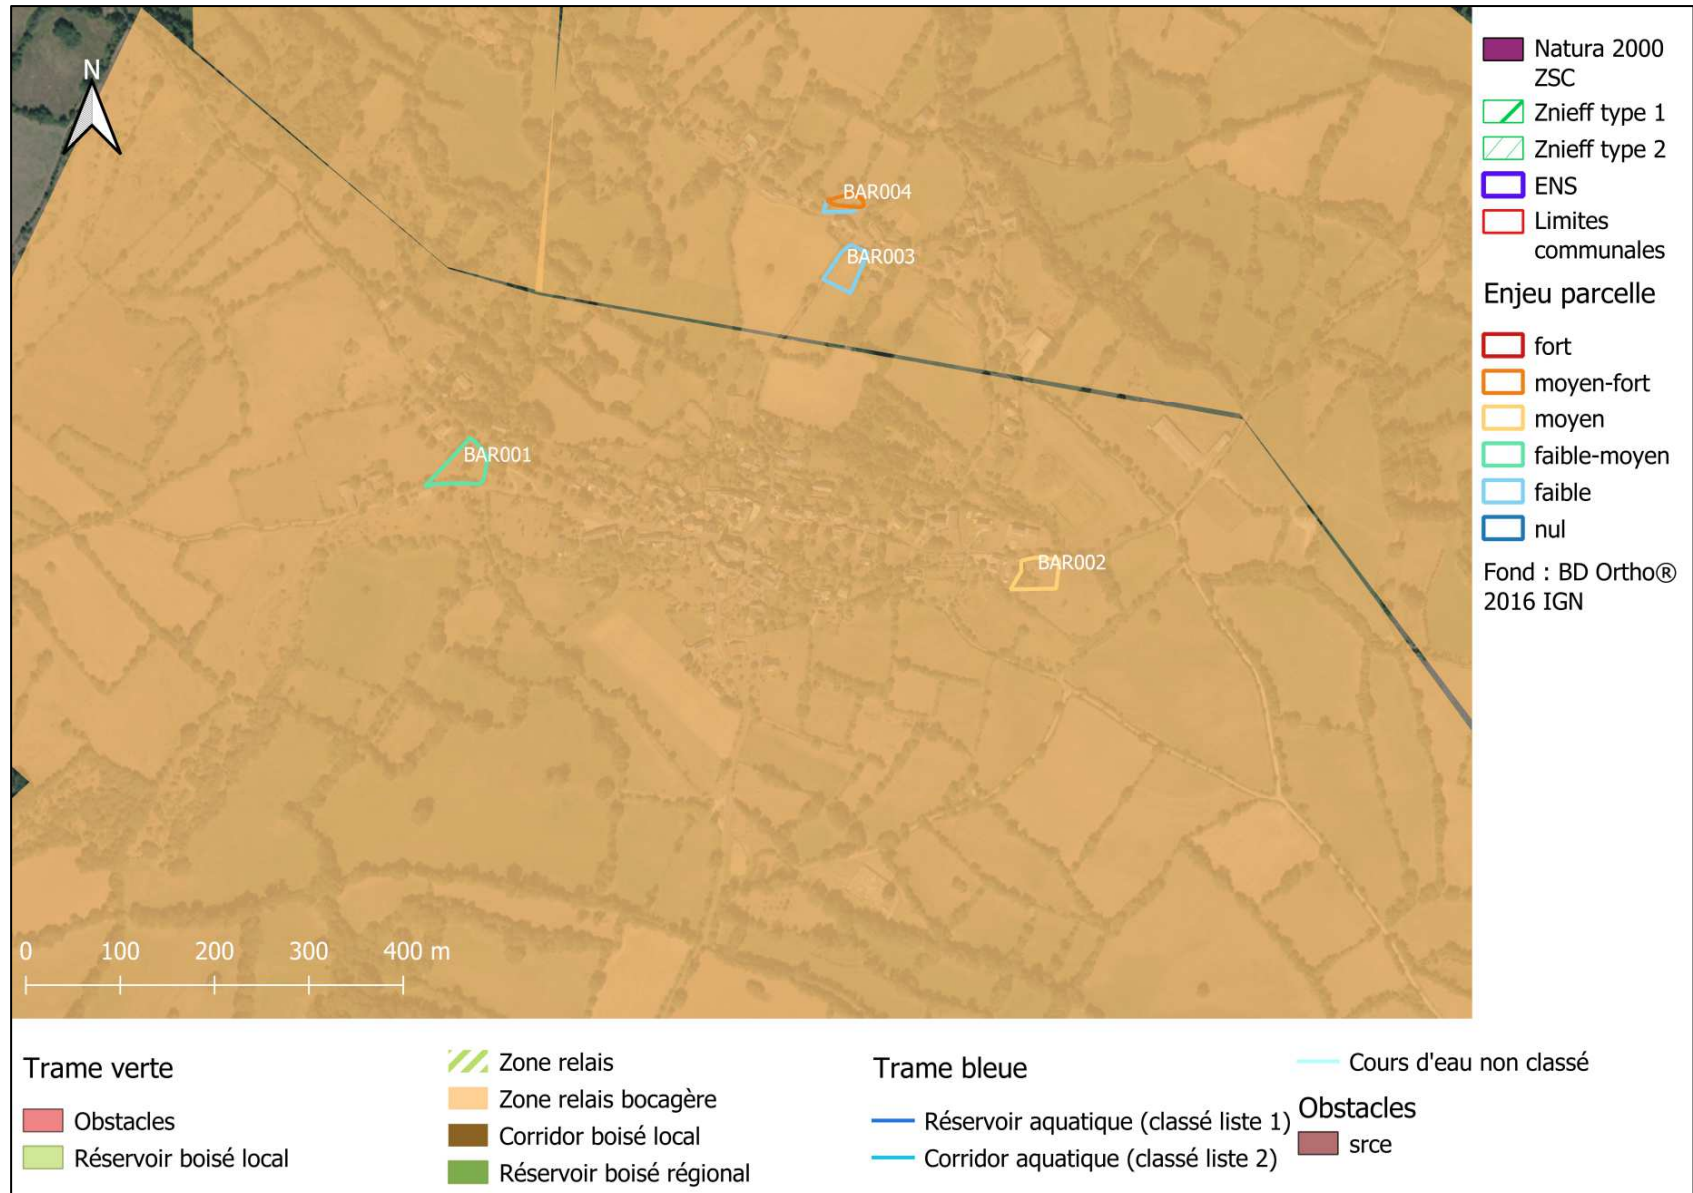 N
BAR004
BAR003
BAR001
BAR002
0 100 200 300 400 m
Natura 2000
ZSC
Znieff type 1
Znieff type 2
ENS
Limites
communales
Enjeu parcelle
fort
moyen-fort
moyen
faible-moyen
faible
nul
Fond : BD Ortho®
2016 IGN
Trame verte
Obstacles
Réservoir boisé local
Zone relais
Zone relais bocagère
Corridor boisé local
Réservoir boisé régional
Trame bleue
Réservoir aquatique (classé liste 1)
Corridor aquatique (classé liste 2)
Cours d'eau non classé
Obstacles
srce